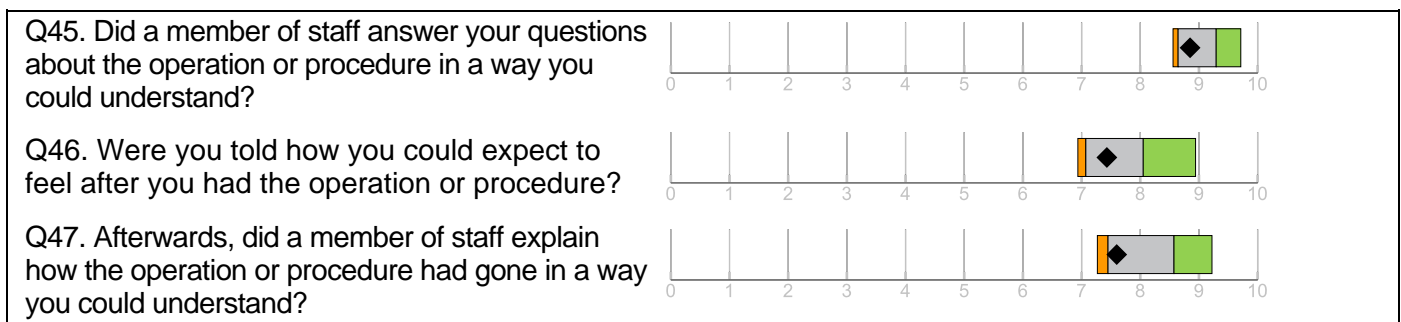 Q45. Did a member of staff answer your questions
about the operation or procedure in a way you
could understand?
0 1 2 3 4 5 6 7 8 9 10
Q46. Were you told how you could expect to
feel after you had the operation or procedure?
0 1 2 3 4 5 6 7 8 9 10
Q47. Afterwards, did a member of staff explain
how the operation or procedure had gone in a way
you could understand?
0 1 2 3 4 5 6 7 8 9 10